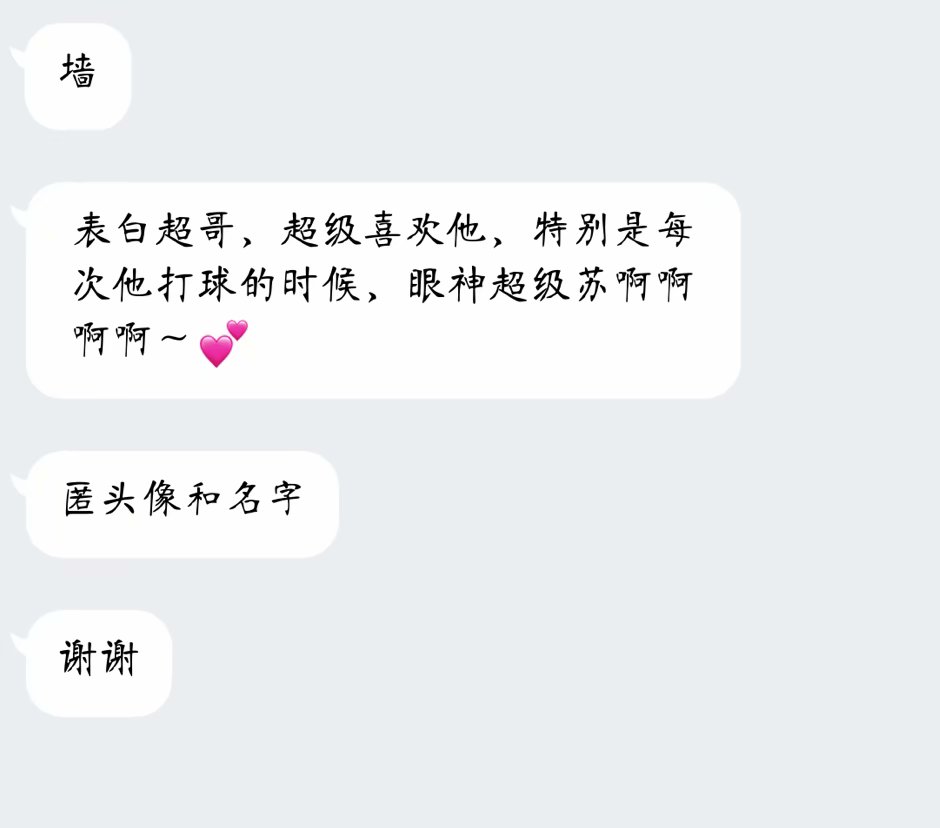 墙
表白超哥，超级喜欢他，特别是每
次他打球的时候，眼神超级苏啊啊
啊啊～💕
匿头像和名字
谢谢